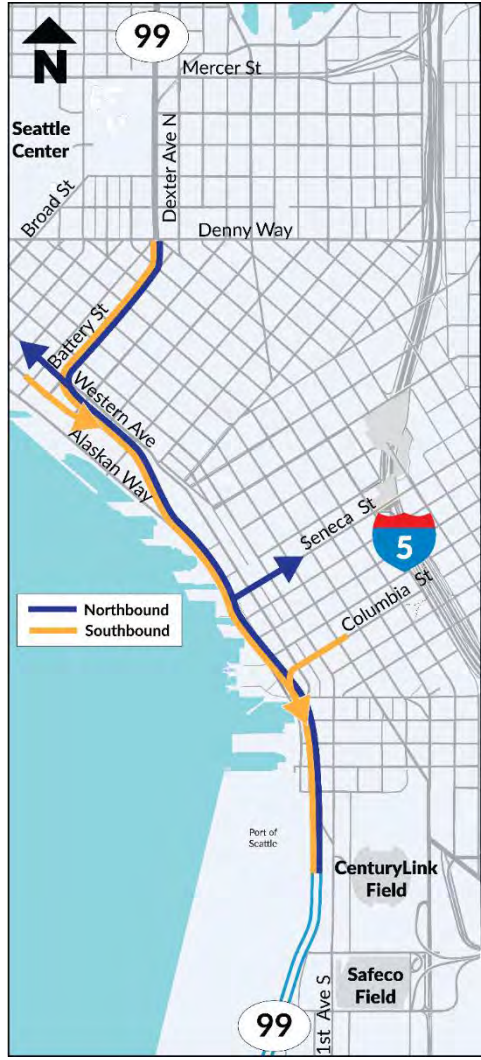 99
N
Mercer St
Seattle
Center
Dexter Ave N
Broad St
Denny Way
Battery St
Western Ave
Alaskan Way
Seneca St
5
Northbound
Southbound
Columbia St
Port of
Seattle
CenturyLink
Field
Safeco
Field
1st Ave S
99